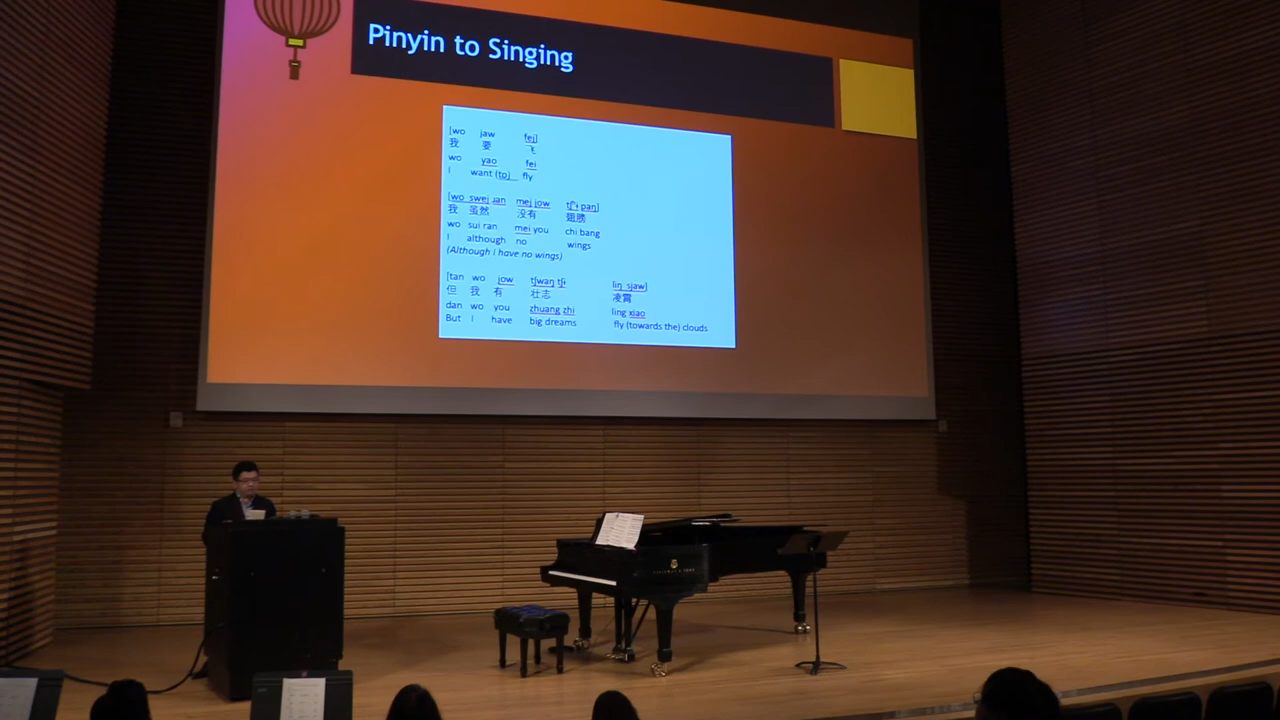 Pinyin to Singing
[wo jaw fej]
我 要 飞
wo yao fei
I want (to) fly
[wo swej ɹan mej jow tʃʰɨ paŋ]
我 虽然 没有 翅膀
wo sui ran mei you chi bang
I although no wings
(Although I have no wings)
[tan wo jow tʃwaŋ tʃɨ liŋ sjaw]
但 我 有 壮志 凌霄
dan wo you zhuang zhi ling xiao
But I have big dreams fly (towards the) clouds
STEINWAY & SONS